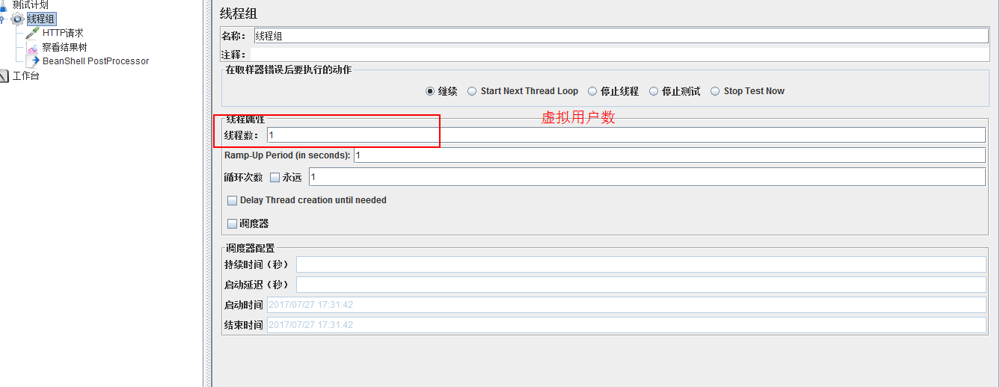 测试计划
线程组
HTTP请求
察看结果树
BeanShell PostProcessor
工作台
线程组
名称： 线程组
注释：
在取样器错误后要执行的动作
继续 Start Next Thread Loop 停止线程 停止测试 Stop Test Now
虚拟用户数
线程属性
线程数： 1
Ramp-Up Period (in seconds): 1
循环次数 永远 1
Delay Thread creation until needed
调度器
调度器配置
持续时间（秒）
启动延迟（秒）
启动时间 2017/07/27 17:31:42
结束时间 2017/07/27 17:31:42